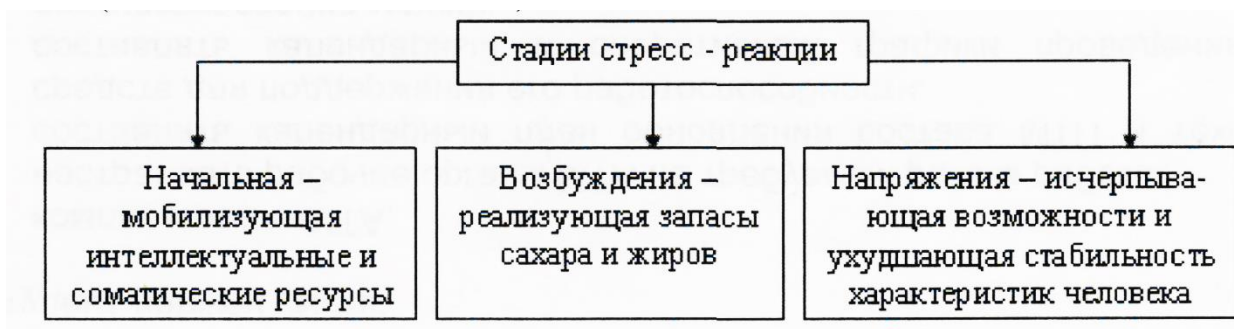 Стадии стресс - реакции
Начальная –
мобилизующая
интеллектуальные и
соматические ресурсы
Возбуждения –
реализующая запасы
сахара и жиров
Напряжения – исчерпыва-
ющая возможности и
ухудшающая стабильность
характеристик человека